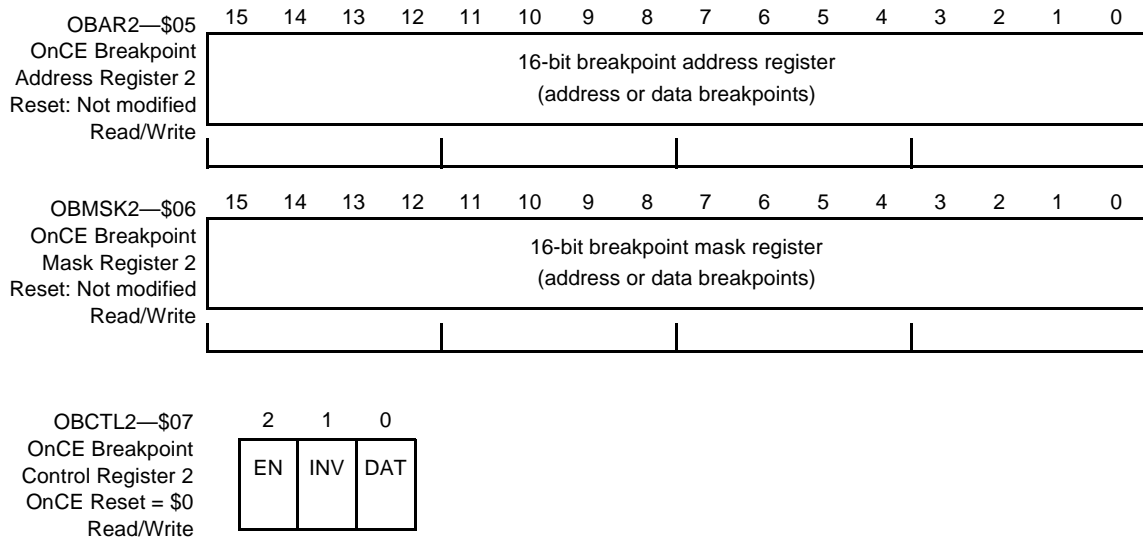 OBAR2—$05
OnCE Breakpoint
Address Register 2
Reset: Not modified
Read/Write
15 14 13 12 11 10 9 8 7 6 5 4 3 2 1 0
16-bit breakpoint address register
(address or data breakpoints)
OBMSK2—$06
OnCE Breakpoint
Mask Register 2
Reset: Not modified
Read/Write
15 14 13 12 11 10 9 8 7 6 5 4 3 2 1 0
16-bit breakpoint mask register
(address or data breakpoints)
OBCTL2—$07
OnCE Breakpoint
Control Register 2
OnCE Reset = $0
Read/Write
2 1 0
EN INV DAT